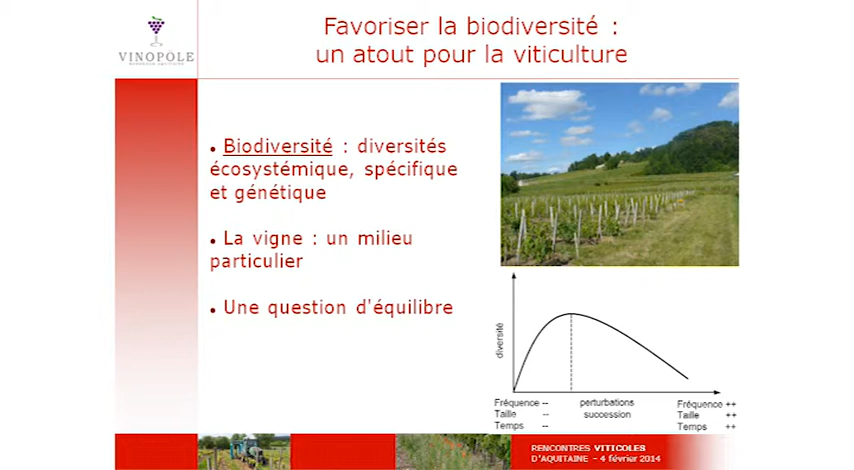 VINOPÔLE
Favoriser la biodiversité :
un atout pour la viticulture
• Biodiversité : diversités
écosystémique, spécifique
et génétique
• La vigne : un milieu
particulier
• Une question d'équilibre
diversité
Fréquence -- perturbations Fréquence ++
Taille -- succession Taille ++
Temps -- Temps ++
RENCONTRES VITICOLES
D'AQUITAINE – 4 février 2014